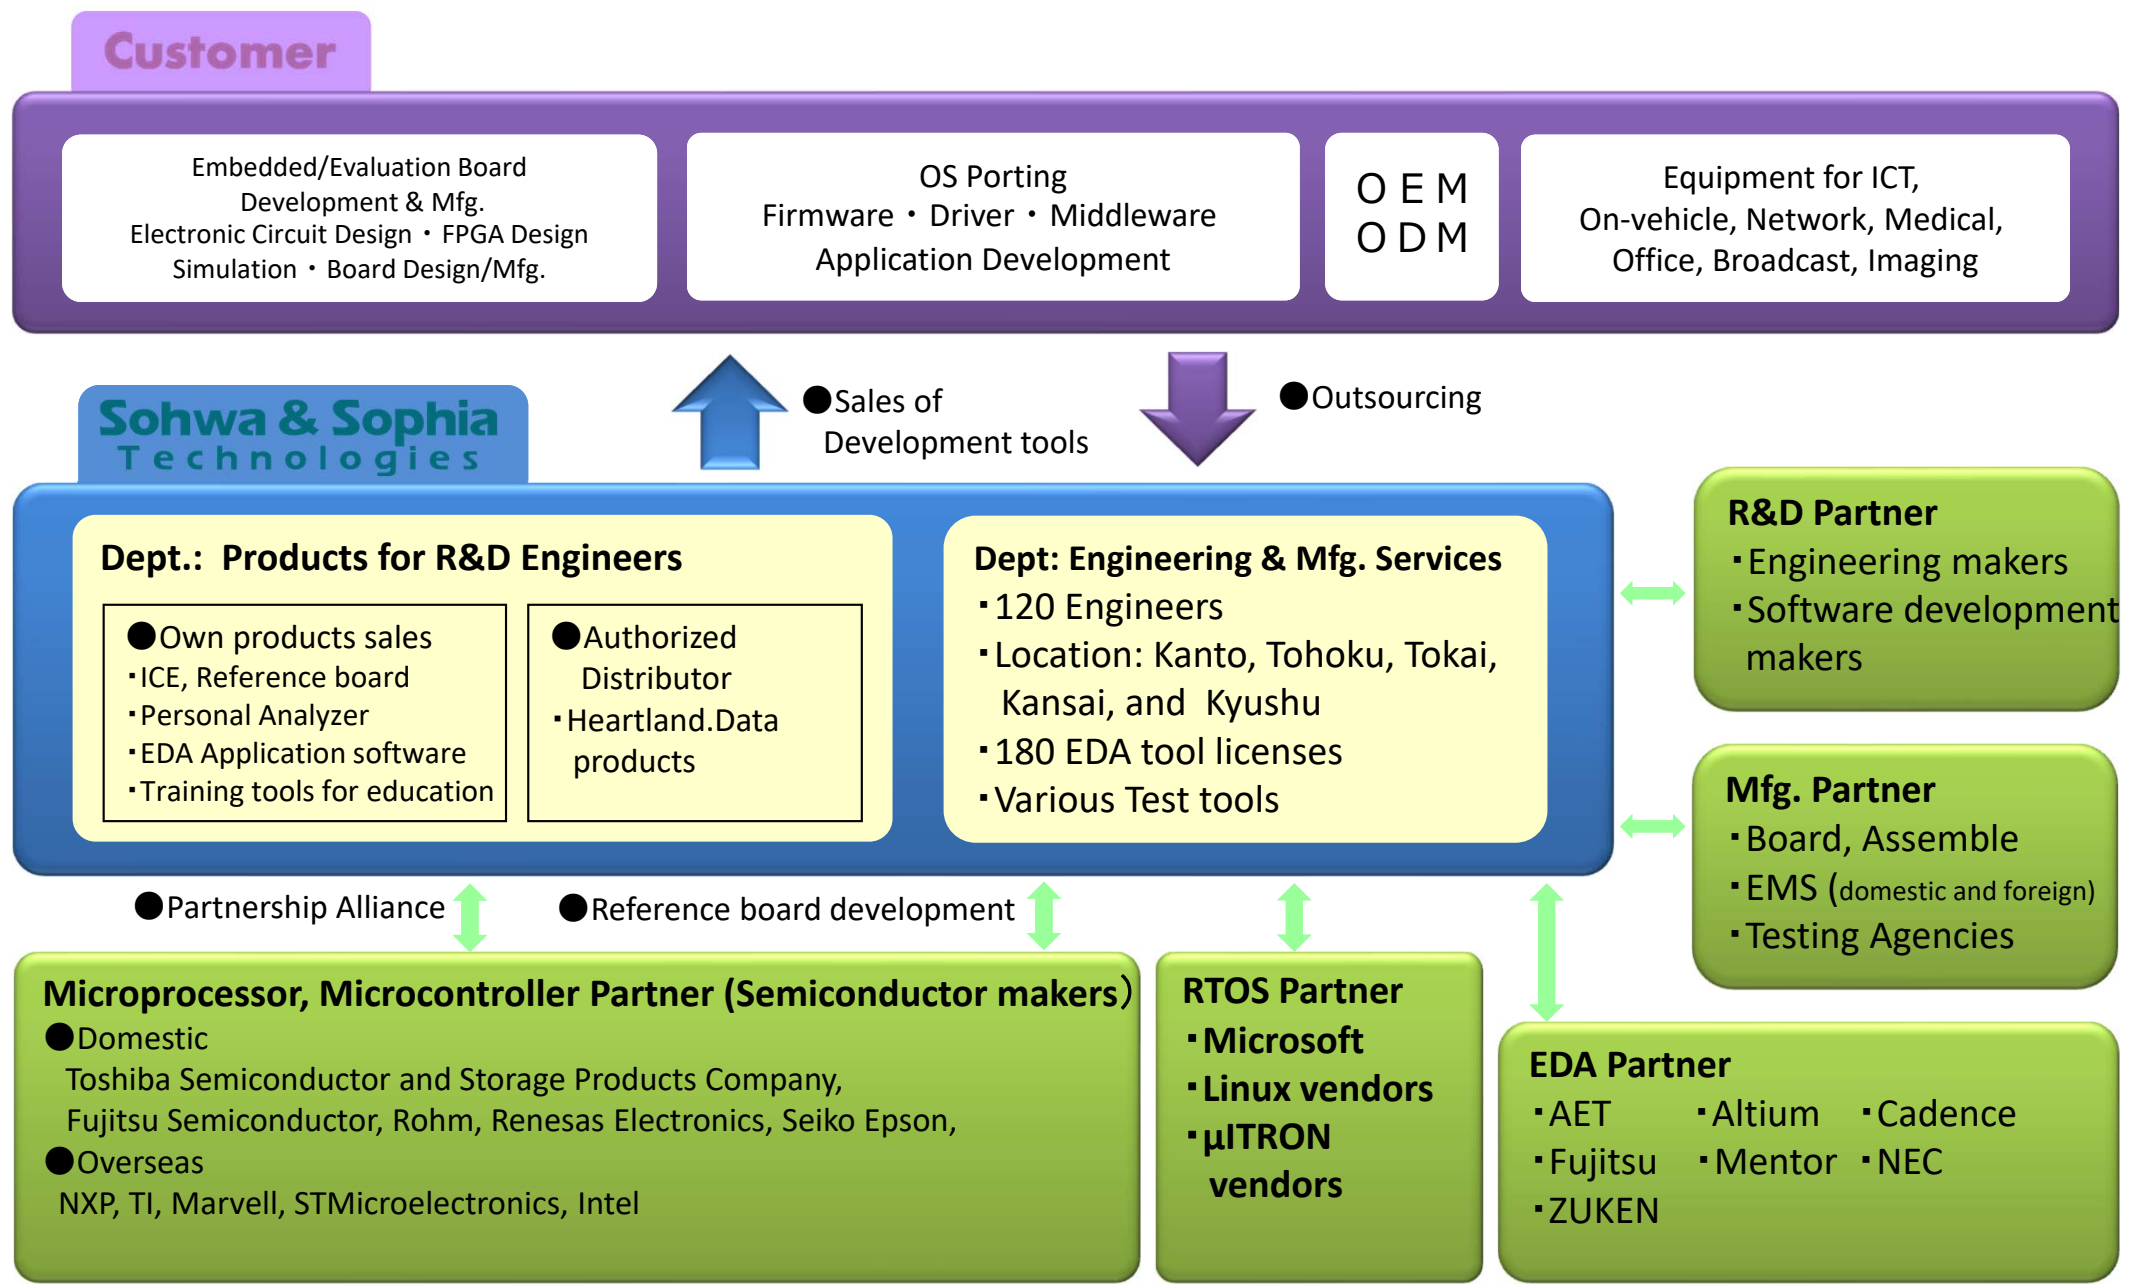 Customer
Embedded/Evaluation Board
Development & Mfg.
Electronic Circuit Design・FPGA Design
Simulation・Board Design/Mfg.
OS Porting
Firmware・Driver・Middleware
Application Development
ＯＥＭ
ＯＤＭ
Equipment for ICT,
On-vehicle, Network, Medical,
Office, Broadcast, Imaging
●Sales of
Development tools
●Outsourcing
Sohwa & Sophia
Technologies
Dept.: Products for R&D Engineers
●Own products sales
・ICE, Reference board
・Personal Analyzer
・EDA Application software
・Training tools for education
●Authorized
Distributor
・Heartland.Data
products
Dept: Engineering & Mfg. Services
・120 Engineers
・Location: Kanto, Tohoku, Tokai,
Kansai, and Kyushu
・180 EDA tool licenses
・Various Test tools
R&D Partner
・Engineering makers
・Software development
makers
Mfg. Partner
・Board, Assemble
・EMS (domestic and foreign)
・Testing Agencies
●Partnership Alliance
●Reference board development
Microprocessor, Microcontroller Partner (Semiconductor makers）
●Domestic
Toshiba Semiconductor and Storage Products Company,
Fujitsu Semiconductor, Rohm, Renesas Electronics, Seiko Epson,
●Overseas
NXP, TI, Marvell, STMicroelectronics, Intel
RTOS Partner
・Microsoft
・Linux vendors
・μITRON
vendors
EDA Partner
・AET ・Altium ・Cadence
・Fujitsu ・Mentor ・NEC
・ZUKEN